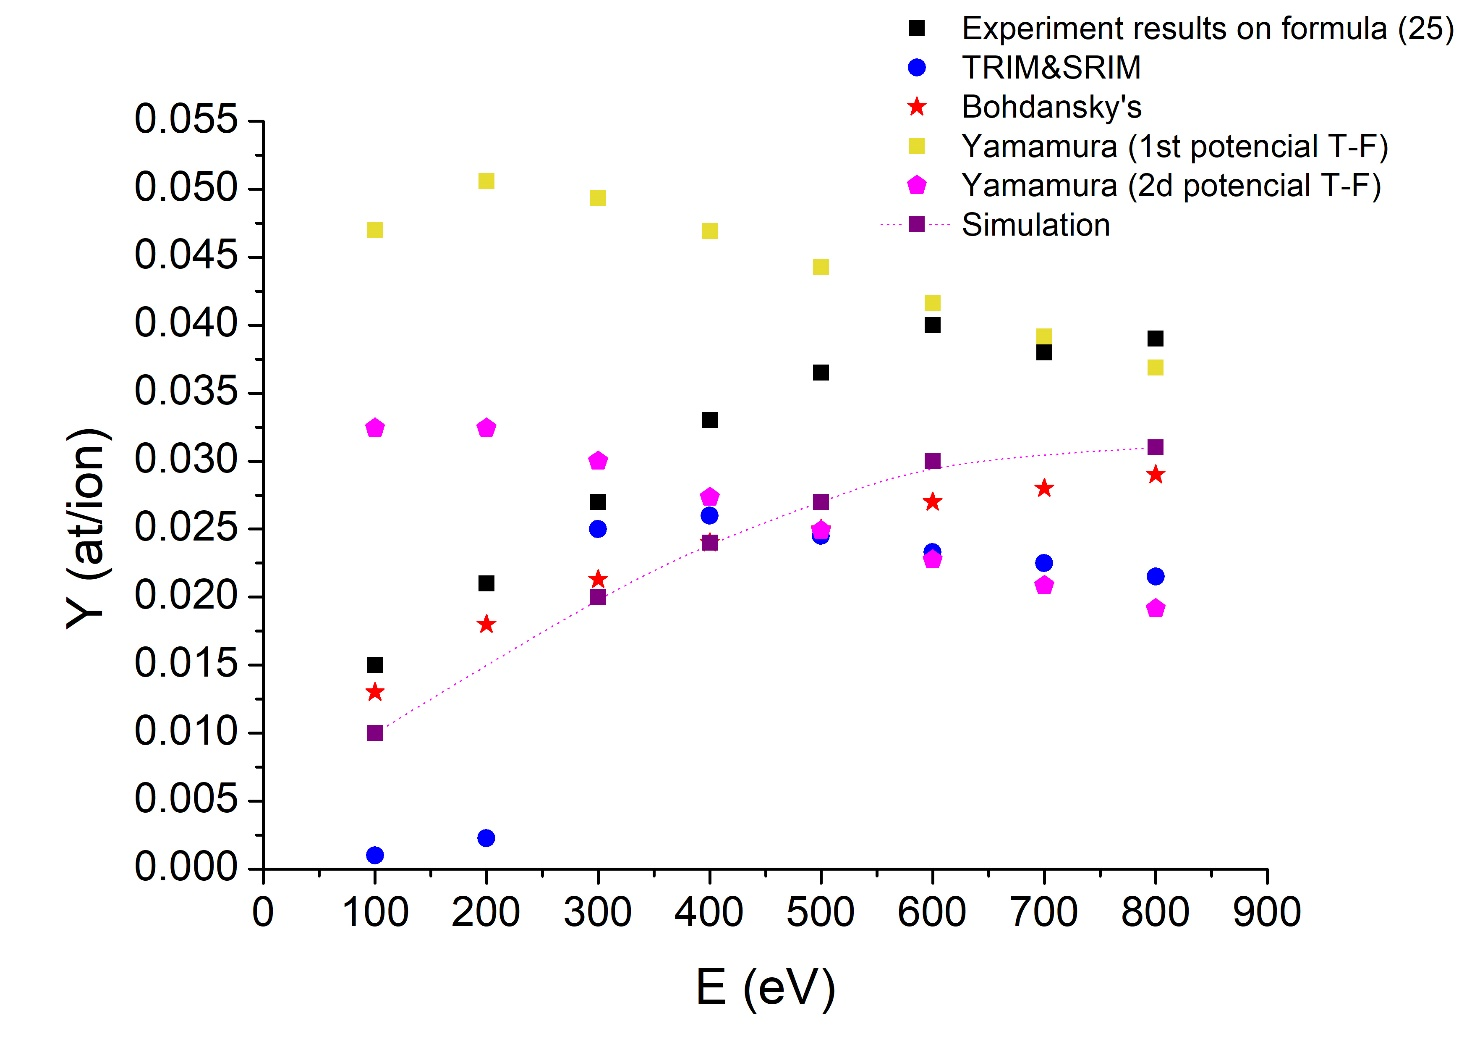 Experiment results on formula (25)
TRIM&SRIM
Bohdansky's
Yamamura (1st potencial T-F)
Yamamura (2d potencial T-F)
Simulation
0.055
0.050
0.045
0.040
0.035
0.030
0.025
0.020
0.015
0.010
0.005
0.000
Y (at/ion)
0 100 200 300 400 500 600 700 800 900
E (eV)